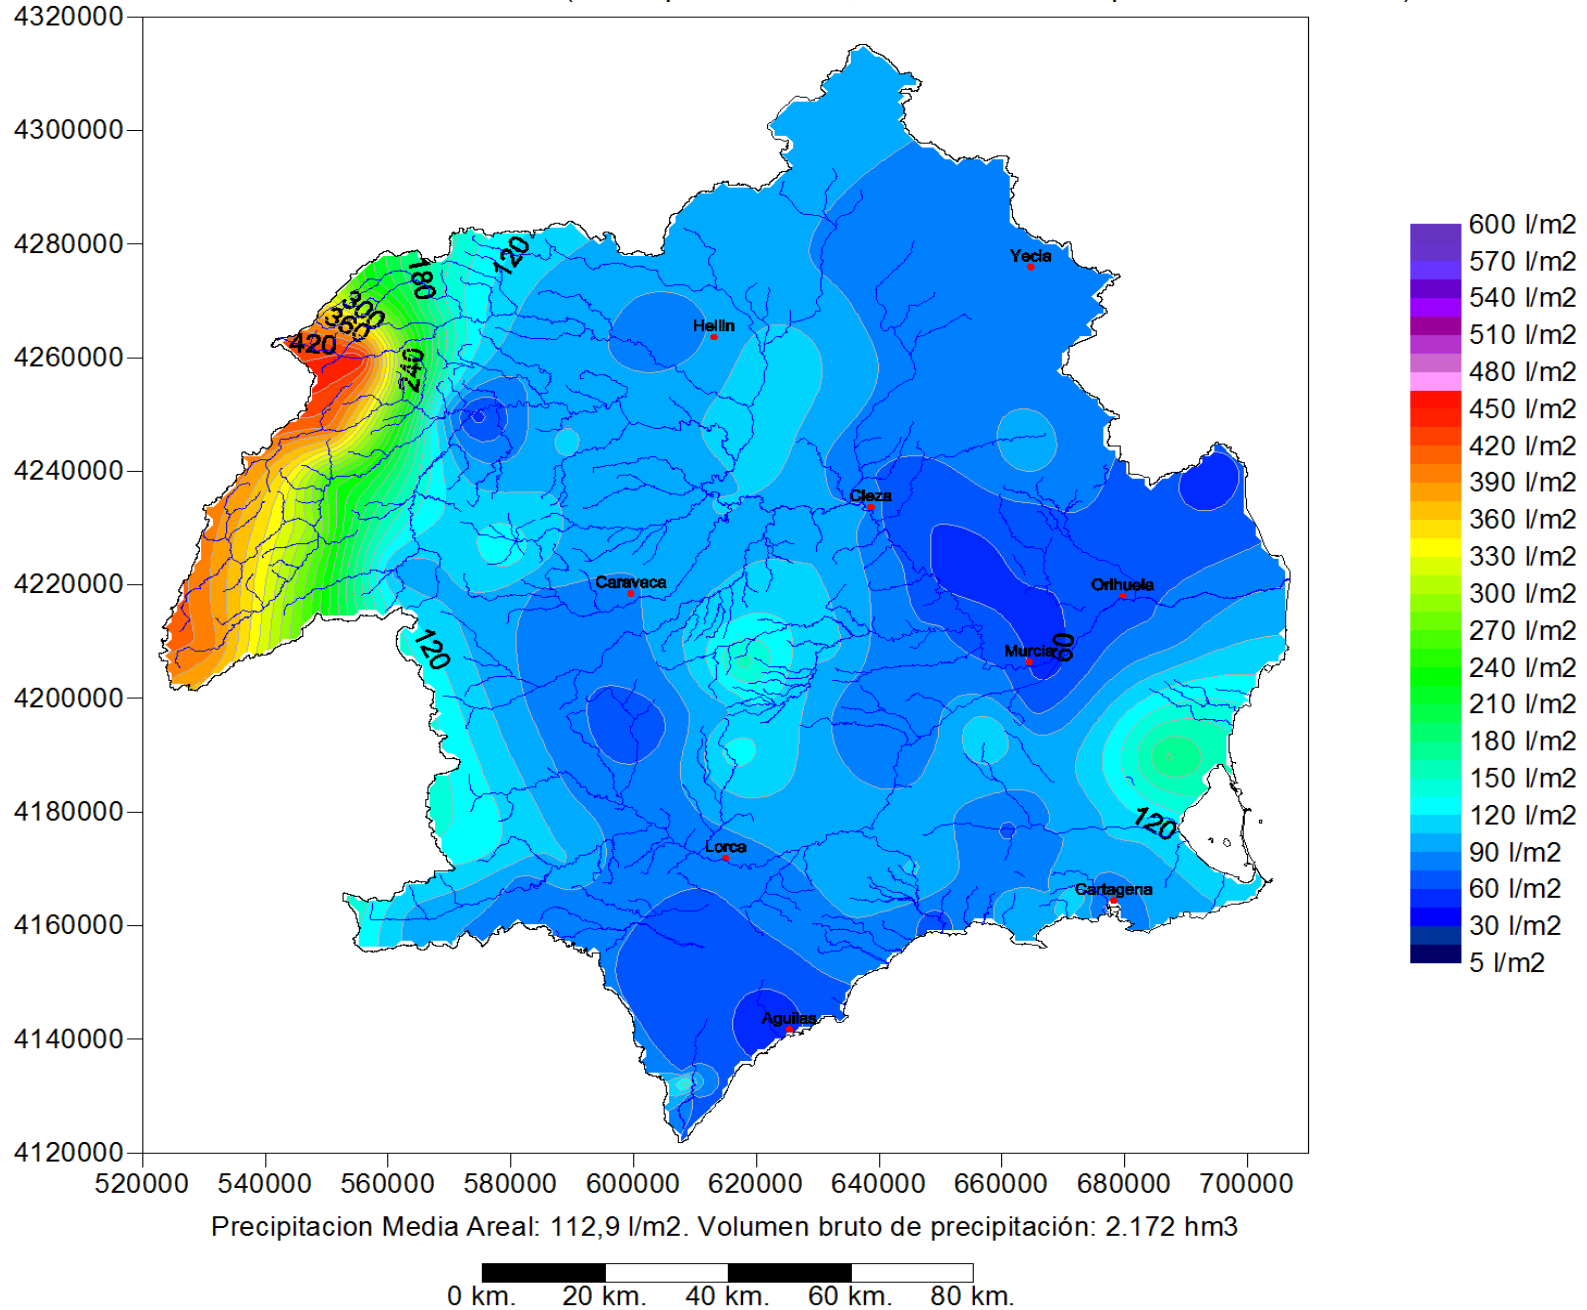 4320000
4300000
4280000
4260000
4240000
4220000
4200000
4180000
4160000
4140000
4120000
520000 540000 560000 580000 600000 620000 640000 660000 680000 700000
180
120
300
360
420
240
Yecla
Hellin
Cieza
Caravaca
Orihuela
120
Murcia
60
120
Lorca
Cartagena
Aguilas
600 l/m2
570 l/m2
540 l/m2
510 l/m2
480 l/m2
450 l/m2
420 l/m2
390 l/m2
360 l/m2
330 l/m2
300 l/m2
270 l/m2
240 l/m2
210 l/m2
180 l/m2
150 l/m2
120 l/m2
90 l/m2
60 l/m2
30 l/m2
5 l/m2
Precipitacion Media Areal: 112,9 l/m2. Volumen bruto de precipitación: 2.172 hm3
0 km. 20 km. 40 km. 60 km. 80 km.